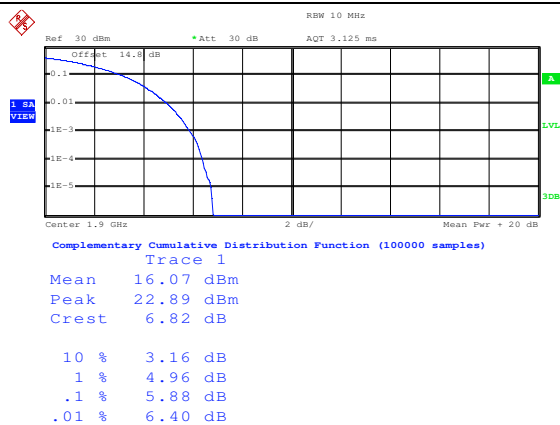 RBW 10 MHz
Ref 30 dBm *Att 30 dB AQT 3.125 ms
Offset 14.8 dB
0.1
0.01
1E-3
1E-4
1E-5
1 SA
VIEW
A
LVL
3DB
Center 1.9 GHz 2 dB/ Mean Pwr + 20 dB
Complementary Cumulative Distribution Function (100000 samples)
Trace 1
Mean 16.07 dBm
Peak 22.89 dBm
Crest 6.82 dB
10 % 3.16 dB
1 % 4.96 dB
.1 % 5.88 dB
.01 % 6.40 dB